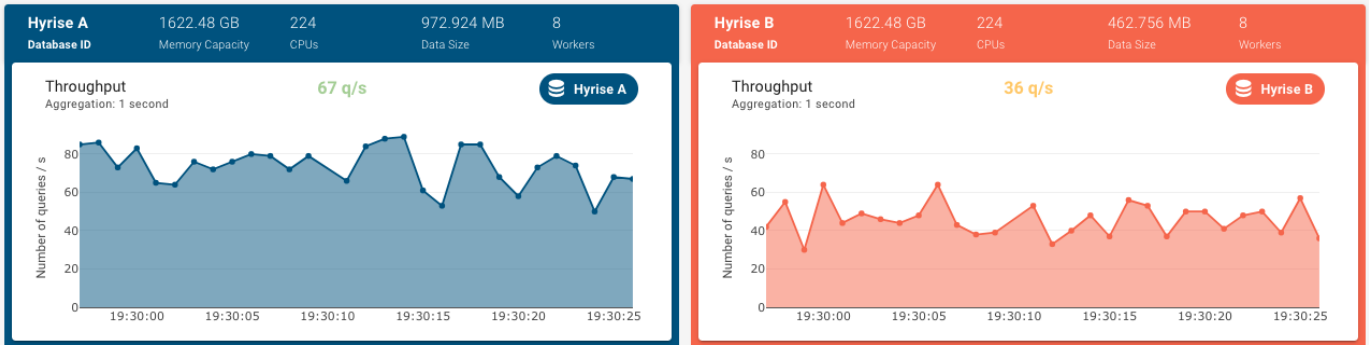 Hyrise A 1622.48 GB 224 972.924 MB 8
Database ID Memory Capacity CPUs Data Size Workers
Throughput 67 q/s Hyrise A
Aggregation: 1 second
Number of queries / s
80
60
40
20
0
19:30:00 19:30:05 19:30:10 19:30:15 19:30:20 19:30:25
Hyrise B 1622.48 GB 224 462.756 MB 8
Database ID Memory Capacity CPUs Data Size Workers
Throughput 36 q/s Hyrise B
Aggregation: 1 second
Number of queries / s
80
60
40
20
0
19:30:00 19:30:05 19:30:10 19:30:15 19:30:20 19:30:25